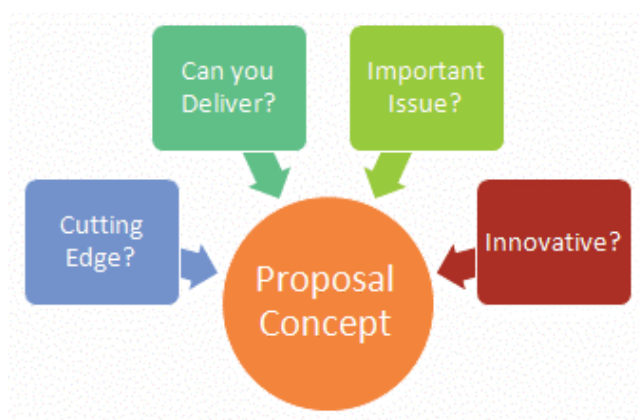 Can you
Deliver?
Important
Issue?
Cutting
Edge?
Innovative?
Proposal
Concept